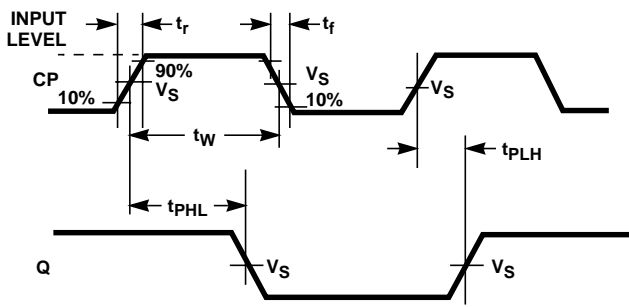 INPUT LEVEL
t_r
t_f
CP
10%
90%
V_S
V_S
10%
V_S
t_W
t_PLH
t_PHL
Q
V_S
V_S